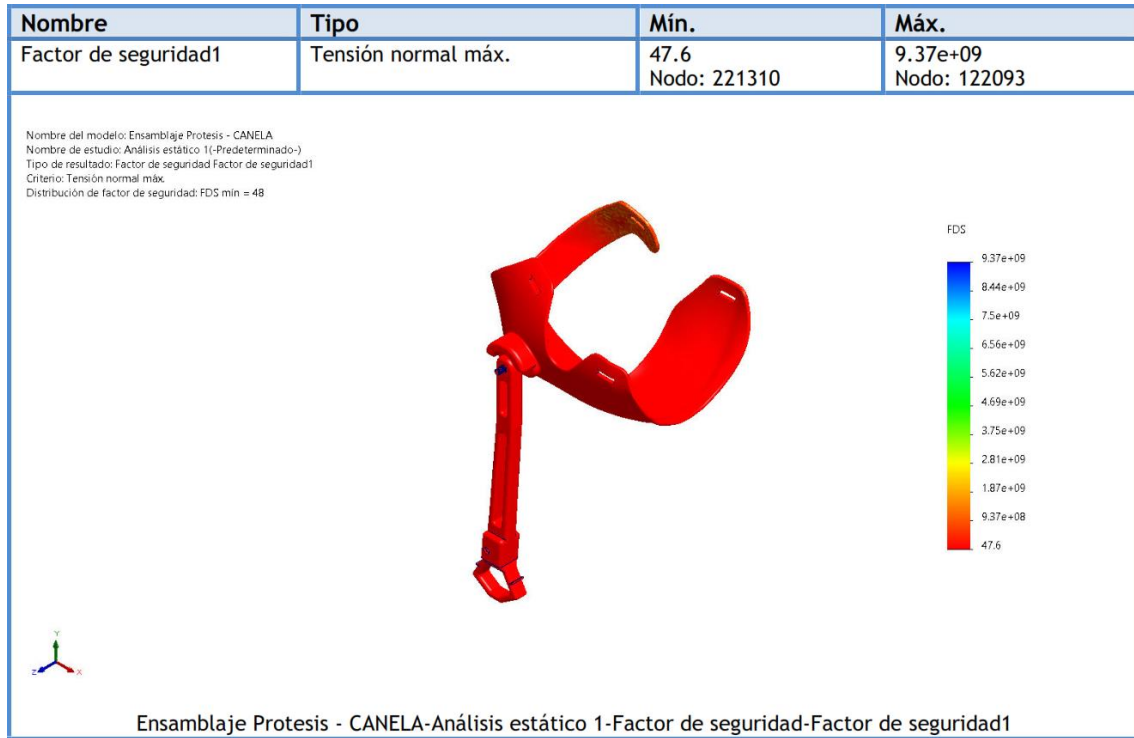 Nombre Tipo Mín. Máx.
Factor de seguridad1 Tensión normal máx. 47.6 9.37e+09
Nodo: 221310 Nodo: 122093
Nombre del modelo: Ensamblaje Protesis - CANELA
Nombre de estudio: Análisis estático 1(-Predeterminado-)
Tipo de resultado: Factor de seguridad Factor de seguridad1
Criterio: Tensión normal máx.
Distribución de factor de seguridad: FDS mín = 48
FDS
9.37e+09
8.44e+09
7.5e+09
6.56e+09
5.62e+09
4.69e+09
3.75e+09
2.81e+09
1.87e+09
9.37e+08
47.6
Y
Z X
Ensamblaje Protesis - CANELA-Análisis estático 1-Factor de seguridad-Factor de seguridad1